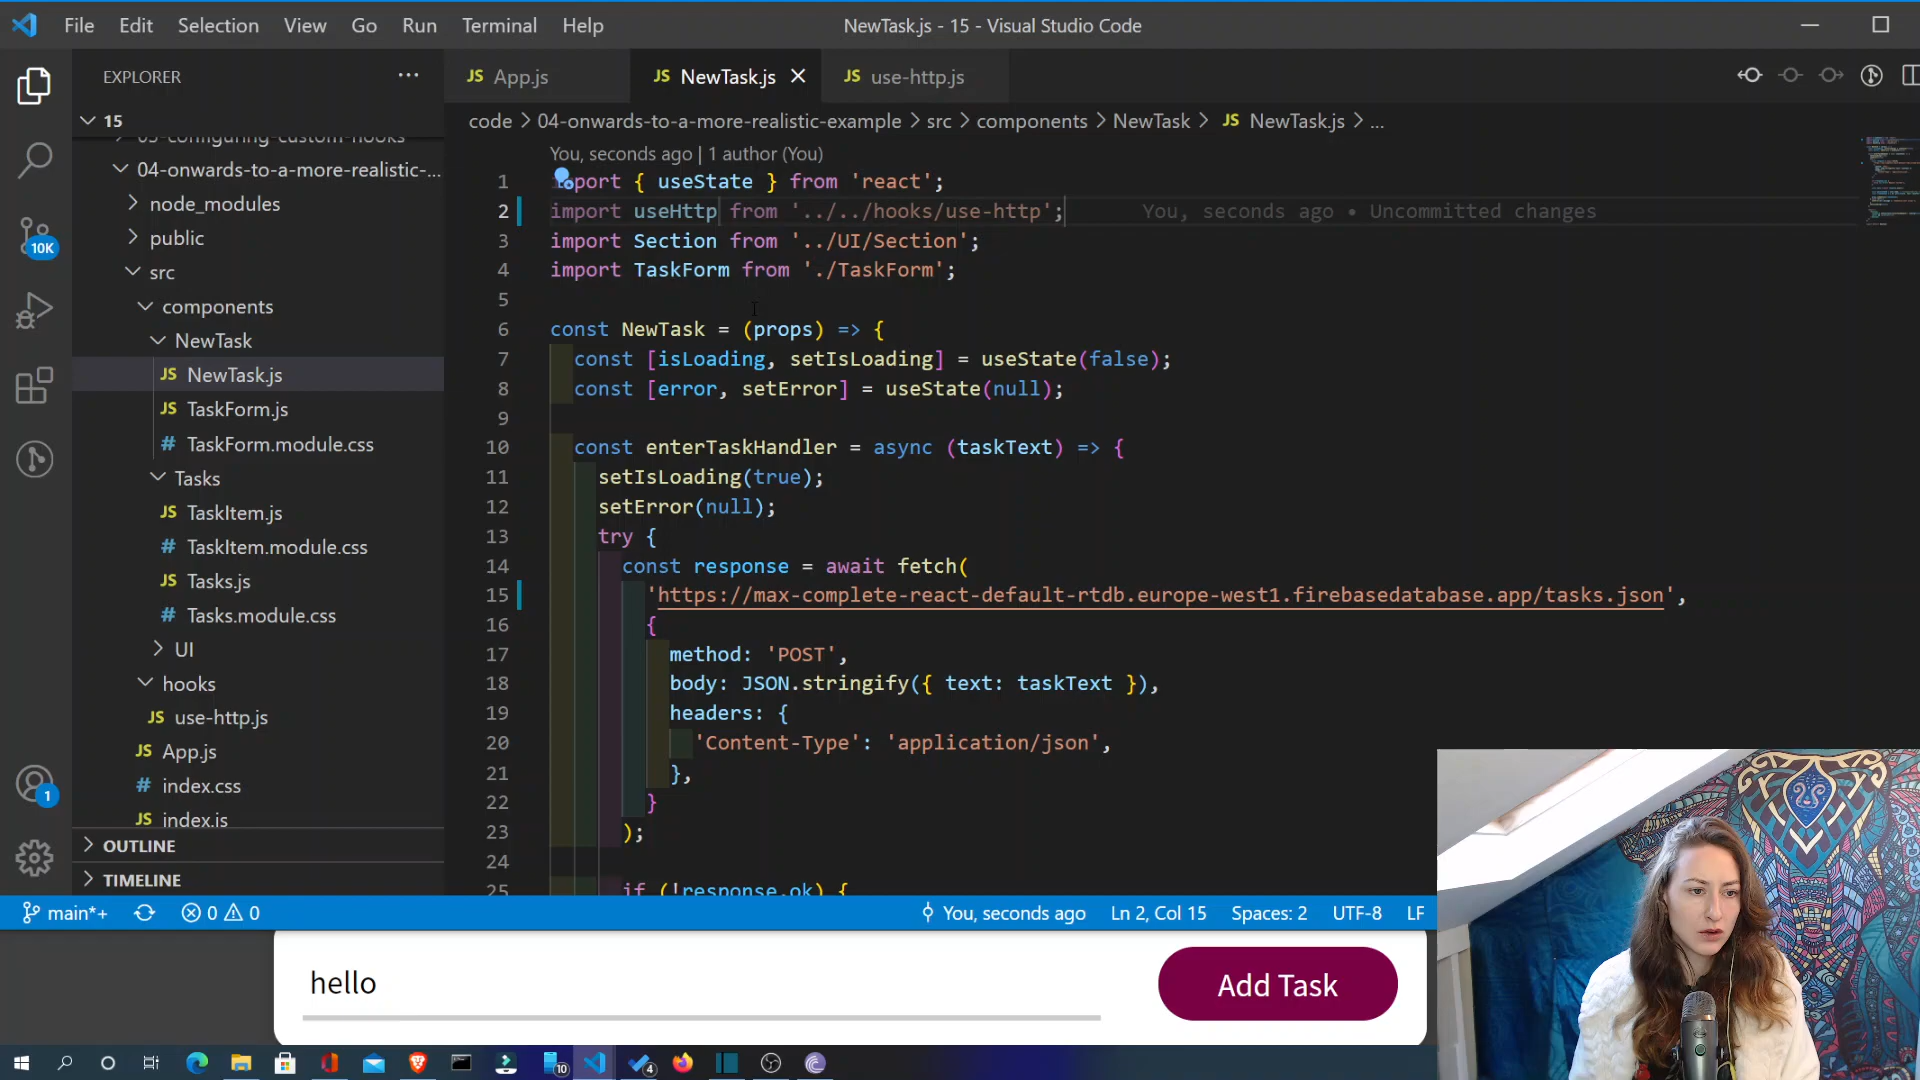 File Edit Selection View Go Run Terminal Help
NewTask.js - 15 - Visual Studio Code
EXPLORER ...
15
04-onwards-to-a-more-realistic-...
node_modules
public
src
components
NewTask
JS NewTask.js
JS TaskForm.js
# TaskForm.module.css
Tasks
JS TaskItem.js
# TaskItem.module.css
JS Tasks.js
# Tasks.module.css
UI
hooks
JS use-http.js
JS App.js
# index.css
JS index.js
OUTLINE
TIMELINE
10K
1
JS App.js
JS NewTask.js
JS use-http.js
code > 04-onwards-to-a-more-realistic-example > src > components > NewTask > JS NewTask.js > ...
You, seconds ago | 1 author (You)
1 import { useState } from 'react';
2 import useHttp from '../../hooks/use-http'; You, seconds ago • Uncommitted changes
3 import Section from '../UI/Section';
4 import TaskForm from './TaskForm';
5
6 const NewTask = (props) => {
7 const [isLoading, setIsLoading] = useState(false);
8 const [error, setError] = useState(null);
9
10 const enterTaskHandler = async (taskText) => {
11 setIsLoading(true);
12 setError(null);
13 try {
14 const response = await fetch(
15 'https://max-complete-react-default-rtdb.europe-west1.firebasedatabase.app/tasks.json',
16 {
17 method: 'POST',
18 body: JSON.stringify({ text: taskText }),
19 headers: {
20 'Content-Type': 'application/json',
21 },
22 }
23 );
24
25 if (!response.ok) {
main*+ 0 0 You, seconds ago Ln 2, Col 15 Spaces: 2 UTF-8 LF
hello
Add Task
10
4